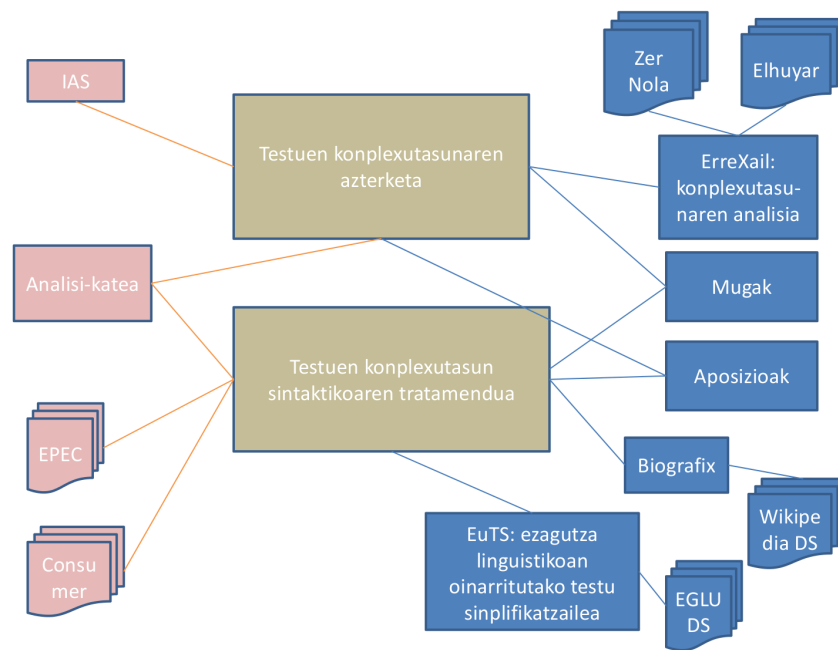 IAS
Testuen konplexutasunaren
azterketa
Zer
Nola
Elhuyar
ErreXail:
konplexutasu-
naren analisia
Analisi-katea
Mugak
Testuen konplexutasun
sintaktikoaren tratamendua
Aposizioak
EPEC
Biografix
Wikipe
dia DS
Consu
mer
EuTS: ezagutza
linguistikoan
oinarritutako testu
sinplifikatzailea
EGLU
DS